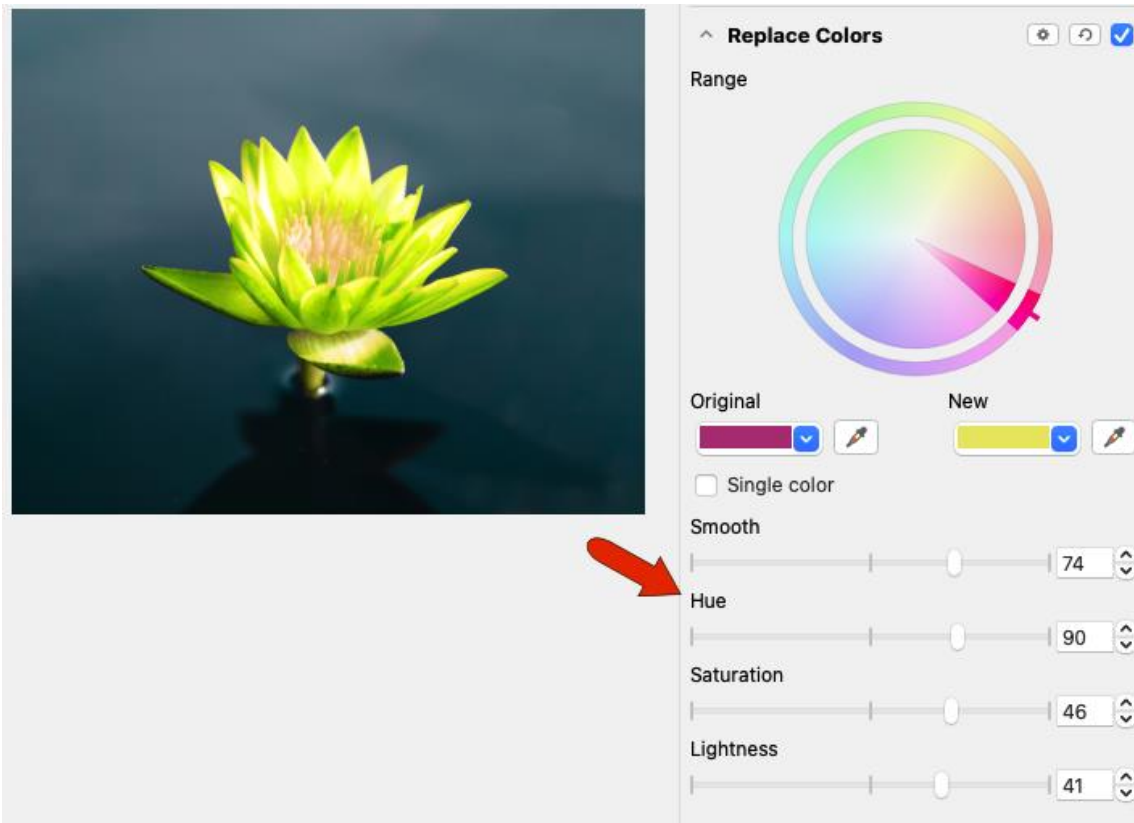 Replace Colors
Range
Original New
Single color
Smooth
74
Hue
90
Saturation
46
Lightness
41